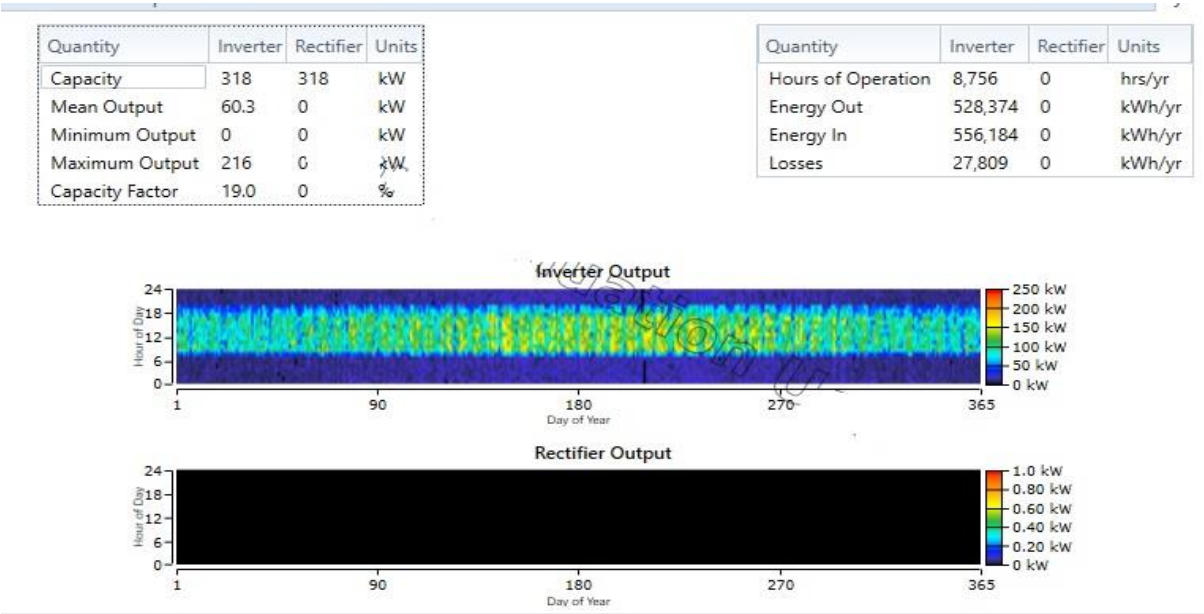 Quantity Inverter Rectifier Units
Capacity 318 318 kW
Mean Output 60.3 0 kW
Minimum Output 0 0 kW
Maximum Output 216 0 kW
Capacity Factor 19.0 0 %
Quantity Inverter Rectifier Units
Hours of Operation 8,756 0 hrs/yr
Energy Out 528,374 0 kWh/yr
Energy In 556,184 0 kWh/yr
Losses 27,809 0 kWh/yr
Inverter Output
Hour of Day
24
18
12
6
0
1 90 180 270 365
Day of Year
250 kW
200 kW
150 kW
100 kW
50 kW
0 kW
Rectifier Output
Hour of Day
24
18
12
6
0
1 90 180 270 365
Day of Year
1.0 kW
0.80 kW
0.60 kW
0.40 kW
0.20 kW
0 kW